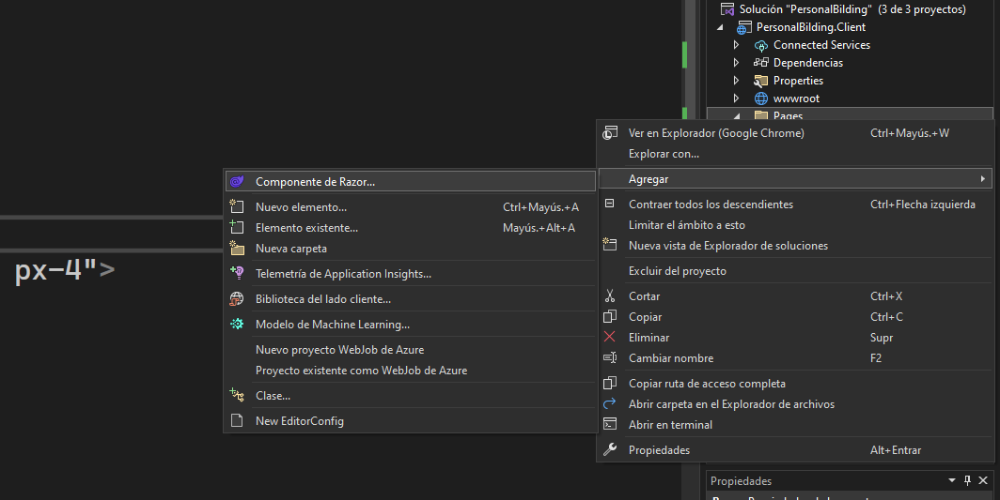 Solución "PersonalBilding" (3 de 3 proyectos)
PersonalBilding.Client
Connected Services
Dependencias
Properties
wwwroot
Pages
px-4">
Ver en Explorador (Google Chrome) Ctrl+Mayús.+W
Explorar con...
Agregar
Contraer todos los descendientes Ctrl+Flecha izquierda
Limitar el ámbito a esto
Nueva vista de Explorador de soluciones
Excluir del proyecto
Cortar Ctrl+X
Copiar Ctrl+C
Eliminar Supr
Cambiar nombre F2
Copiar ruta de acceso completa
Abrir carpeta en el Explorador de archivos
Abrir en terminal
Propiedades Alt+Entrar
Componente de Razor...
Nuevo elemento... Ctrl+Mayús.+A
Elemento existente... Mayús.+Alt+A
Nueva carpeta
Telemetría de Application Insights...
Biblioteca del lado cliente...
Modelo de Machine Learning...
Nuevo proyecto WebJob de Azure
Proyecto existente como WebJob de Azure
Clase...
New EditorConfig
Propiedades